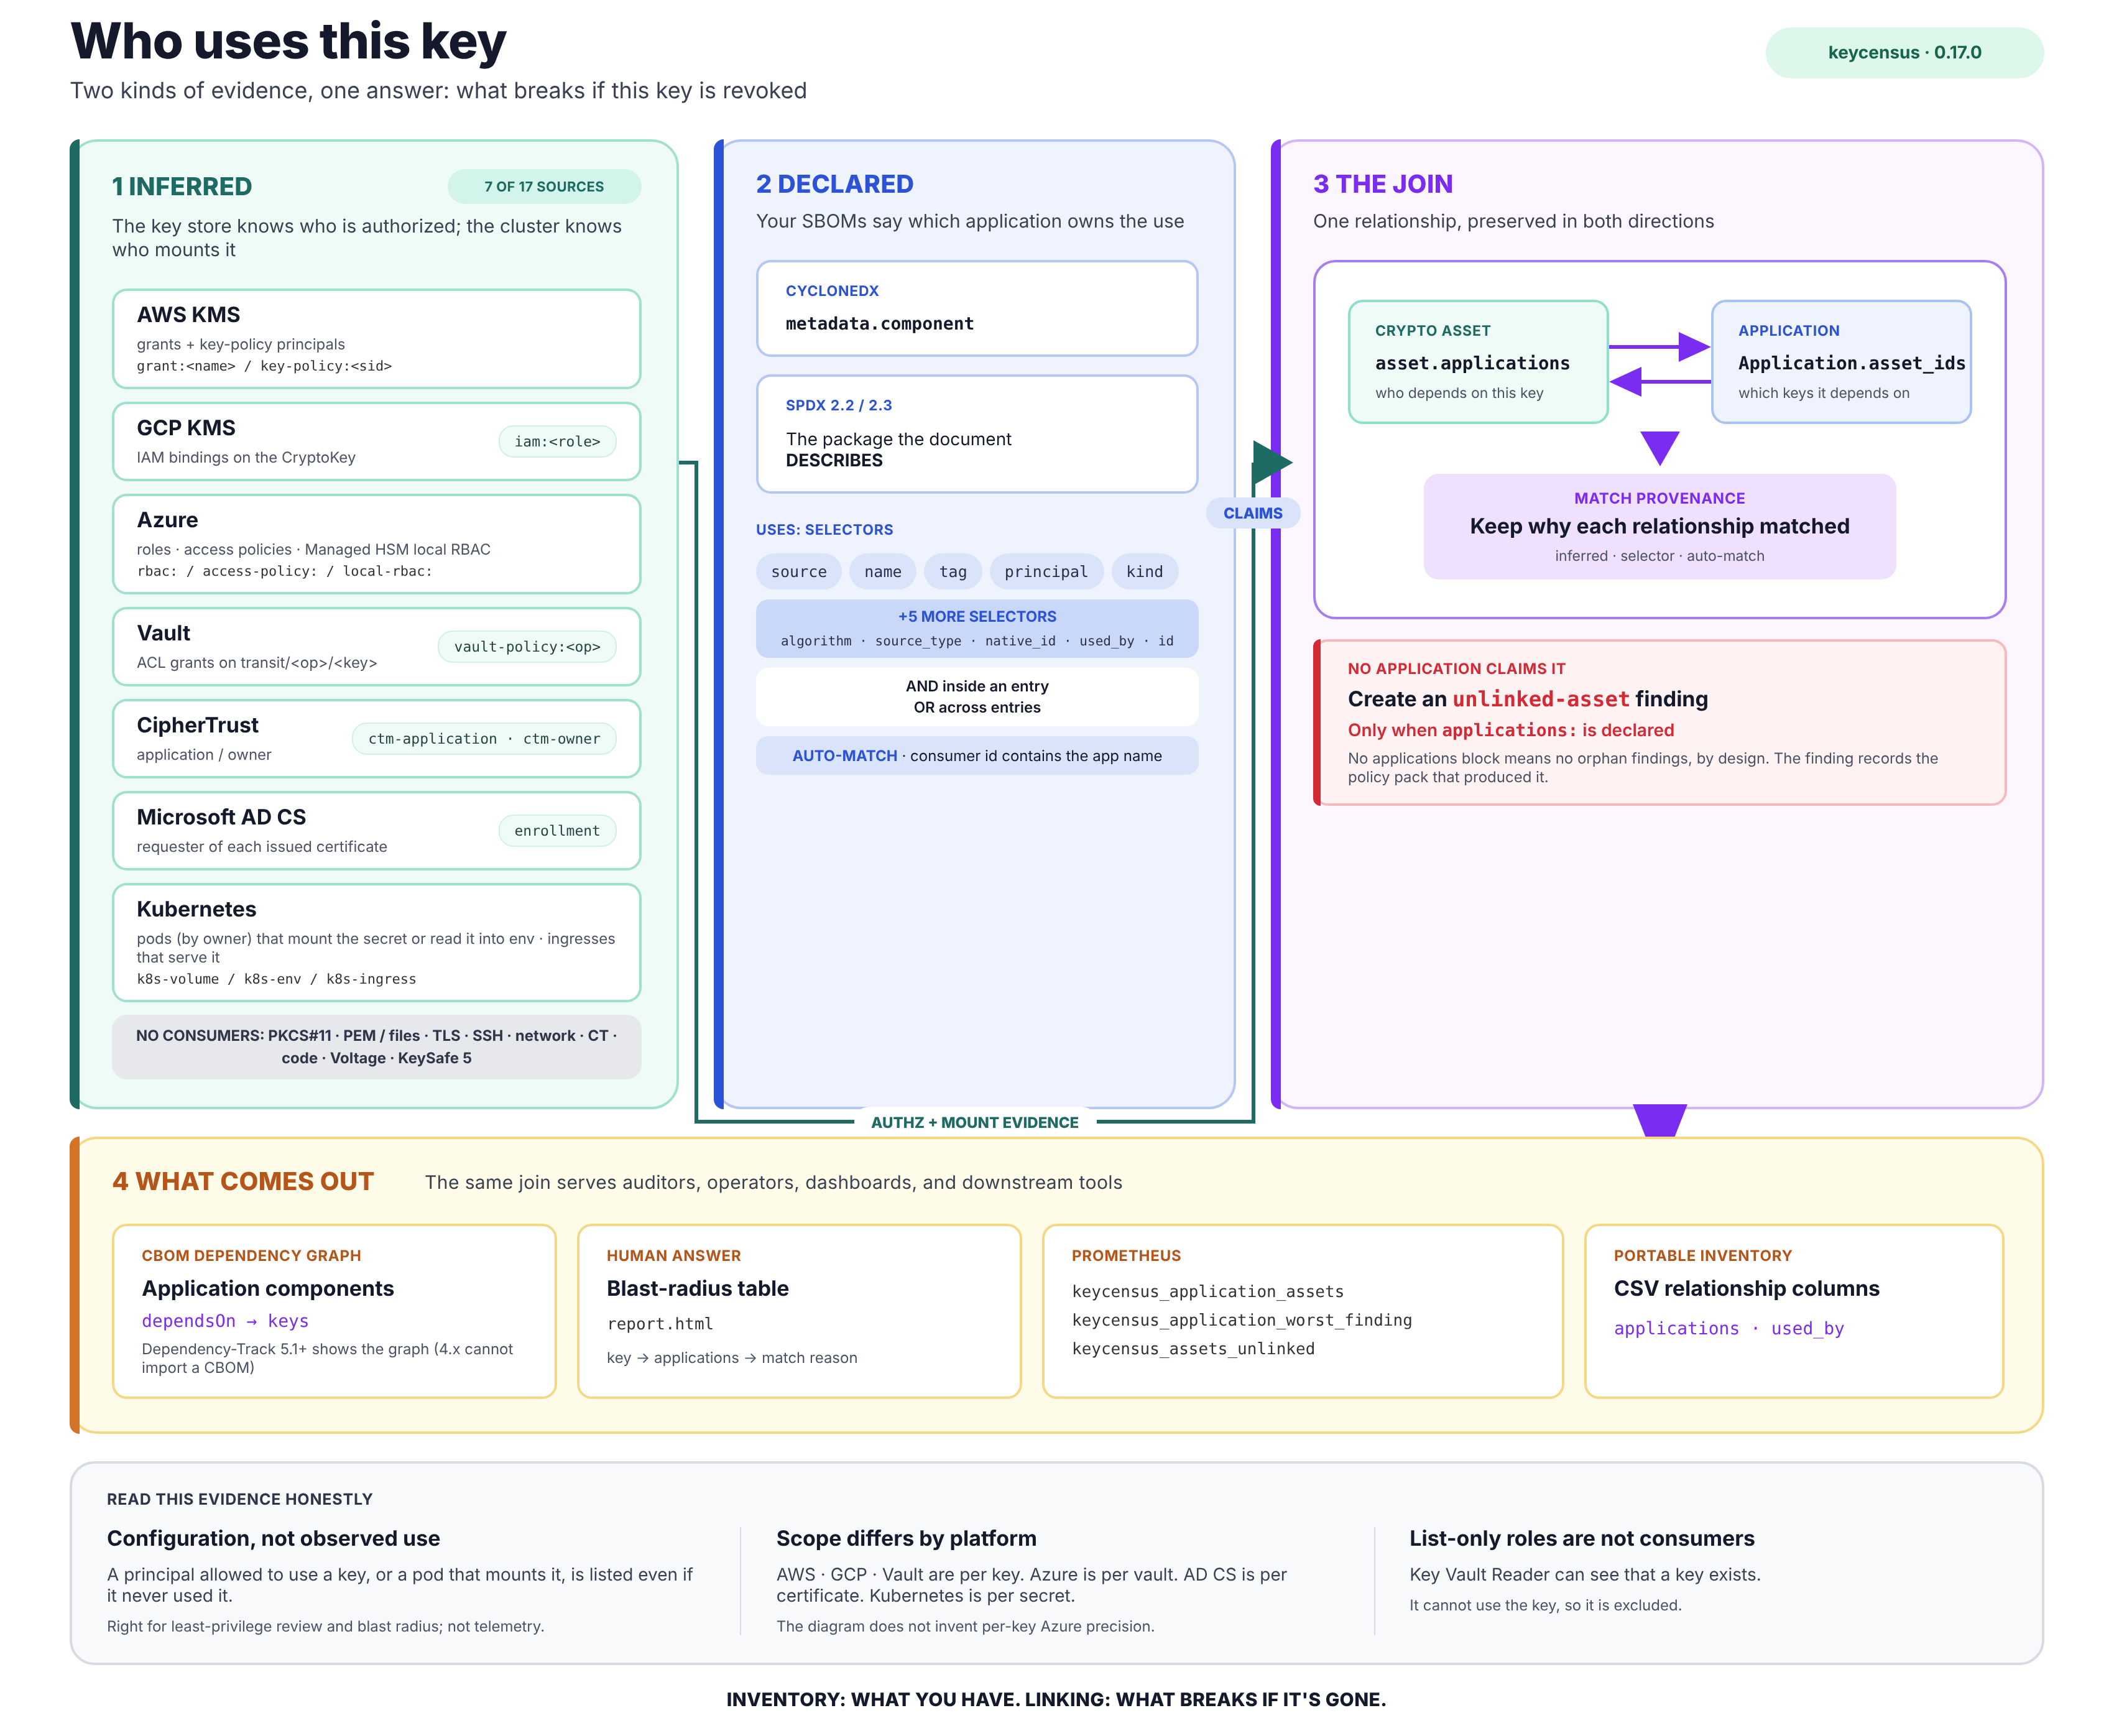 Who uses this key
keycensus · 0.17.0
Two kinds of evidence, one answer: what breaks if this key is revoked
1 INFERRED
7 OF 17 SOURCES
The key store knows who is authorized; the cluster knows
who mounts it
AWS KMS
grants + key-policy principals
grant:<name> / key-policy:<sid>
GCP KMS
IAM bindings on the CryptoKey
iam:<role>
Azure
roles · access policies · Managed HSM local RBAC
rbac: / access-policy: / local-rbac:
Vault
ACL grants on transit/<op>/<key>
vault-policy:<op>
CipherTrust
application / owner
ctm-application · ctm-owner
Microsoft AD CS
requester of each issued certificate
enrollment
Kubernetes
pods (by owner) that mount the secret or read it into env · ingresses
that serve it
k8s-volume / k8s-env / k8s-ingress
NO CONSUMERS: PKCS#11 · PEM / files · TLS · SSH · network · CT ·
code · Voltage · KeySafe 5
2 DECLARED
Your SBOMs say which application owns the use
CYCLONEDX
metadata.component
SPDX 2.2 / 2.3
The package the document
DESCRIBES
USES: SELECTORS
source
name
tag
principal
kind
+5 MORE SELECTORS
algorithm · source_type · native_id · used_by · id
AND inside an entry
OR across entries
AUTO-MATCH · consumer id contains the app name
CLAIMS
AUTHZ + MOUNT EVIDENCE
3 THE JOIN
One relationship, preserved in both directions
CRYPTO ASSET
asset.applications
who depends on this key
APPLICATION
Application.asset_ids
which keys it depends on
MATCH PROVENANCE
Keep why each relationship matched
inferred · selector · auto-match
NO APPLICATION CLAIMS IT
Create an unlinked-asset finding
Only when applications: is declared
No applications block means no orphan findings, by design. The finding records the
policy pack that produced it.
4 WHAT COMES OUT
The same join serves auditors, operators, dashboards, and downstream tools
CBOM DEPENDENCY GRAPH
Application components
dependsOn → keys
Dependency-Track 5.1+ shows the graph (4.x cannot
import a CBOM)
HUMAN ANSWER
Blast-radius table
report.html
key → applications → match reason
PROMETHEUS
keycensus_application_assets
keycensus_application_worst_finding
keycensus_assets_unlinked
PORTABLE INVENTORY
CSV relationship columns
applications · used_by
READ THIS EVIDENCE HONESTLY
Configuration, not observed use
A principal allowed to use a key, or a pod that mounts it, is listed even if
it never used it.
Right for least-privilege review and blast radius; not telemetry.
Scope differs by platform
AWS · GCP · Vault are per key. Azure is per vault. AD CS is per
certificate. Kubernetes is per secret.
The diagram does not invent per-key Azure precision.
List-only roles are not consumers
Key Vault Reader can see that a key exists.
It cannot use the key, so it is excluded.
INVENTORY: WHAT YOU HAVE. LINKING: WHAT BREAKS IF IT'S GONE.